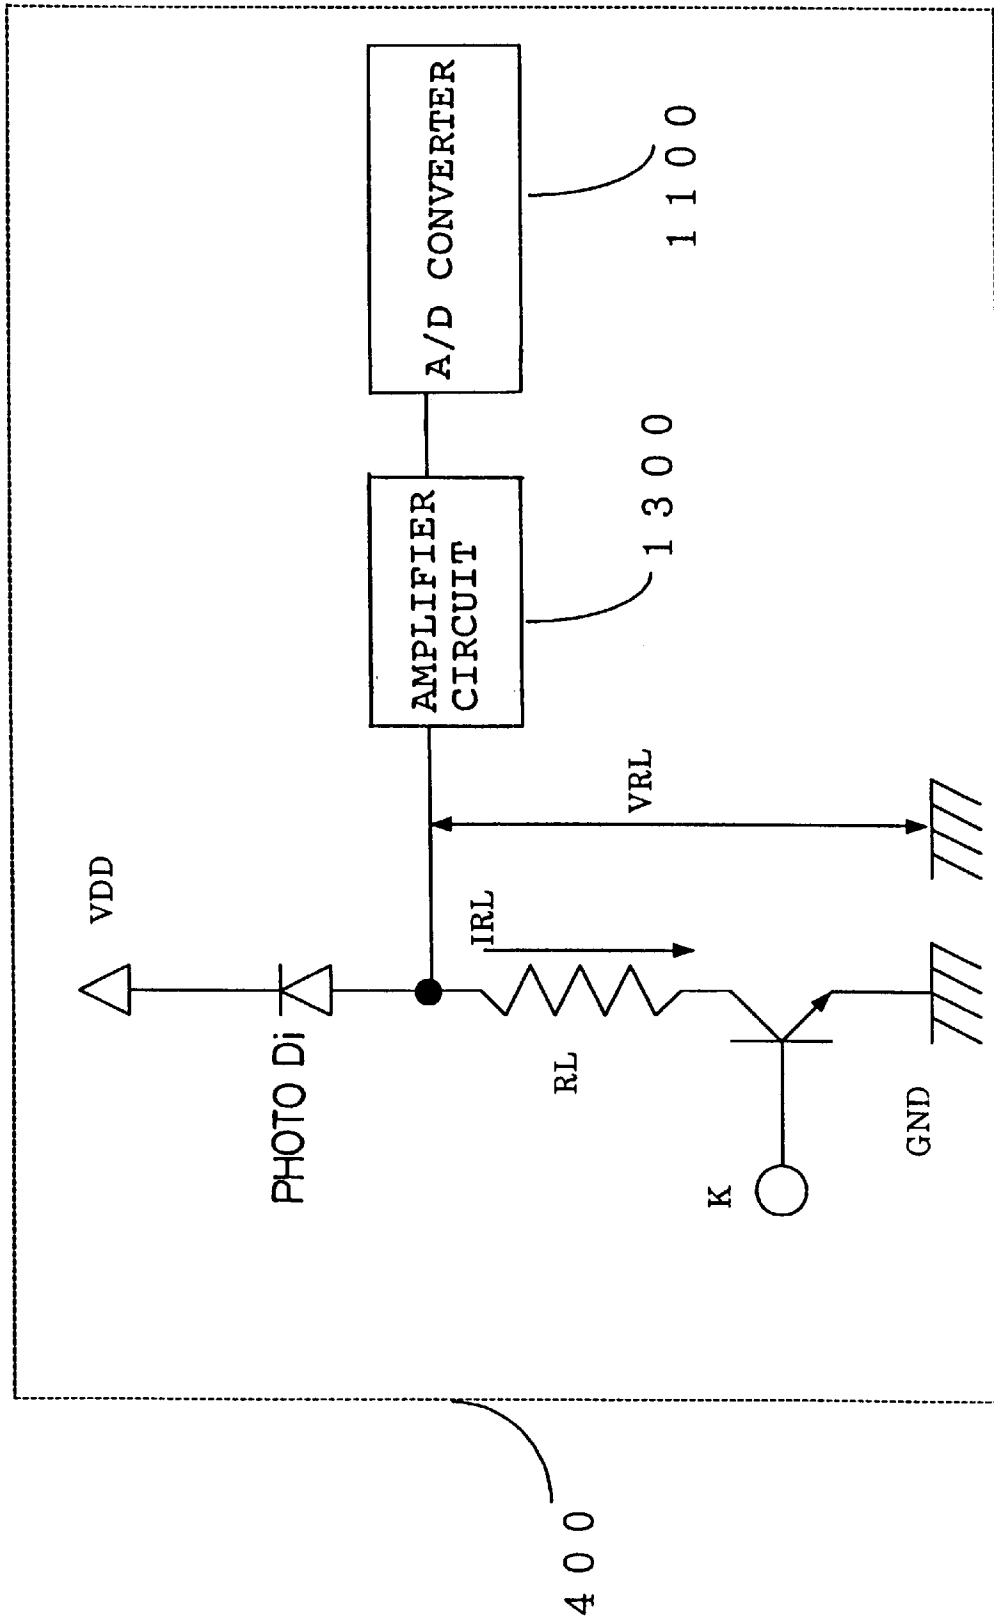 VDD
PHOTO Di
IRL
RL
VRL
K
GND
AMPLIFIER
CIRCUIT
A/D CONVERTER
1300
1100
400